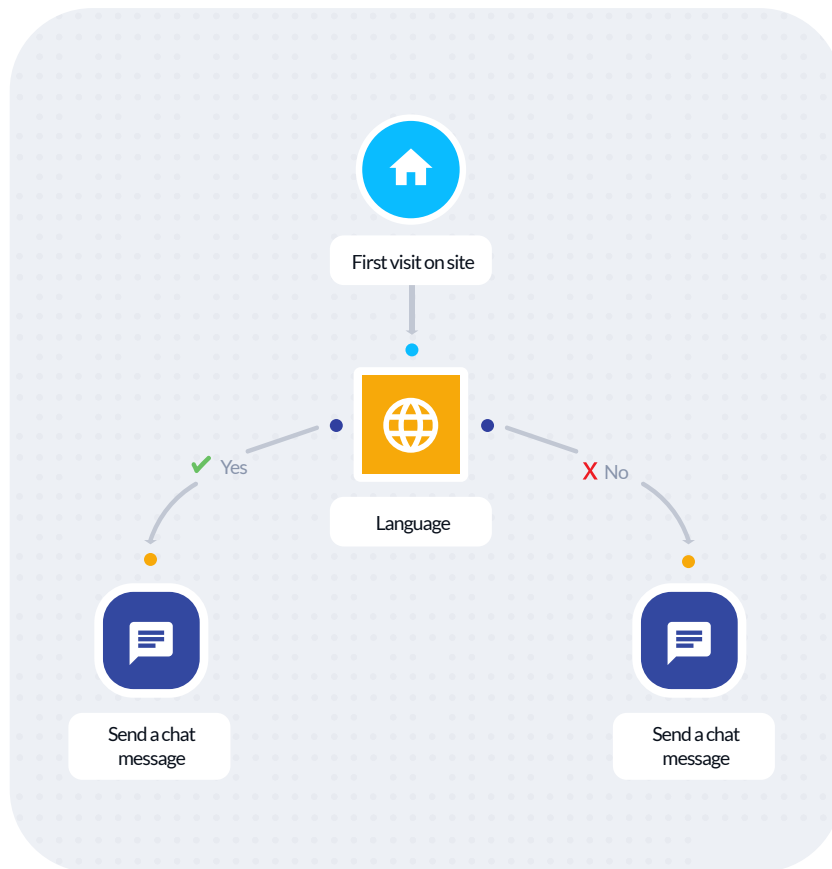 First visit on site
Yes
No
Language
Send a chat
message
Send a chat
message